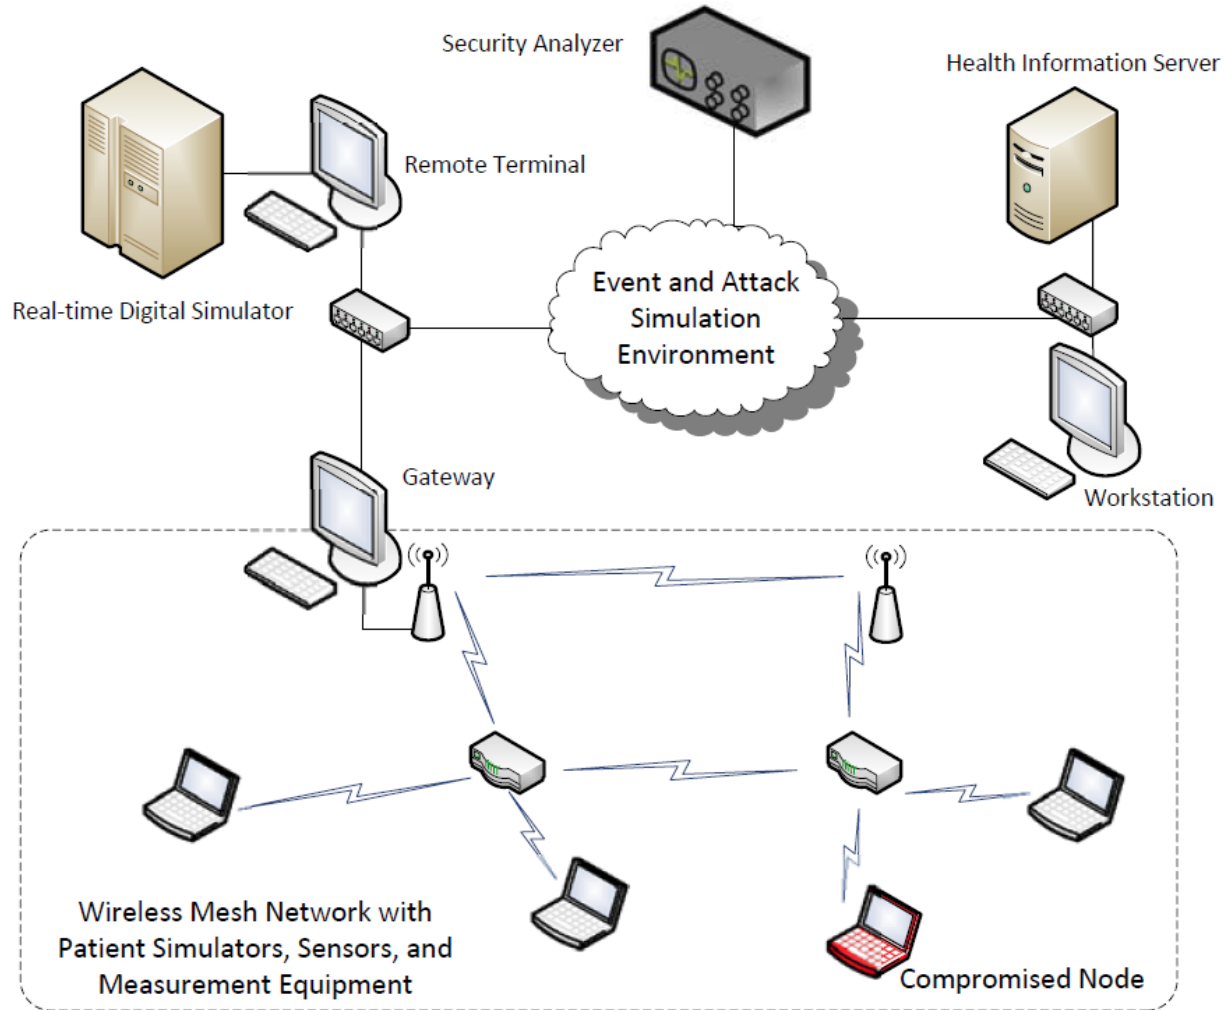 Security Analyzer
Health Information Server
Remote Terminal
Real-time Digital Simulator
Event and Attack
Simulation
Environment
Gateway
Workstation
Wireless Mesh Network with
Patient Simulators, Sensors, and
Measurement Equipment
Compromised Node